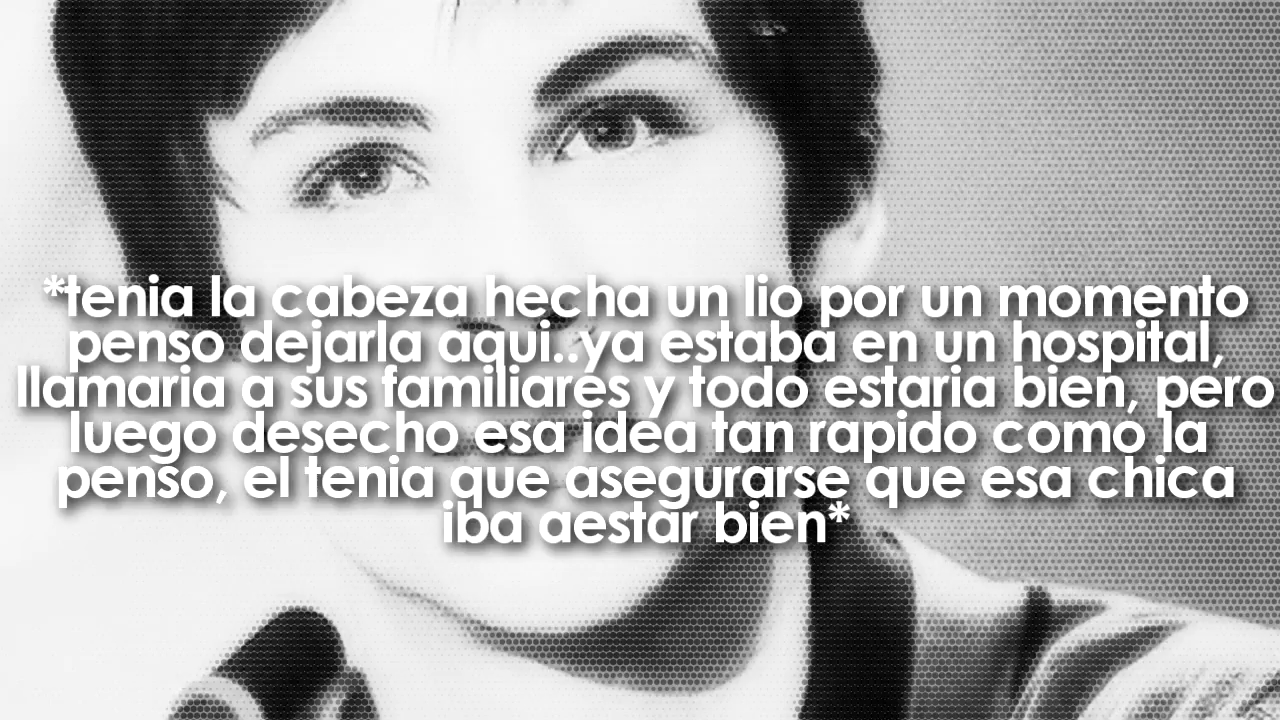 *tenia la cabeza hecha un lio por un momento
penso dejarla aqui..ya estaba en un hospital,
llamaria a sus familiares y todo estaria bien, pero
luego desecho esa idea tan rapido como la
penso, el tenia que asegurarse que esa chica
iba aestar bien*